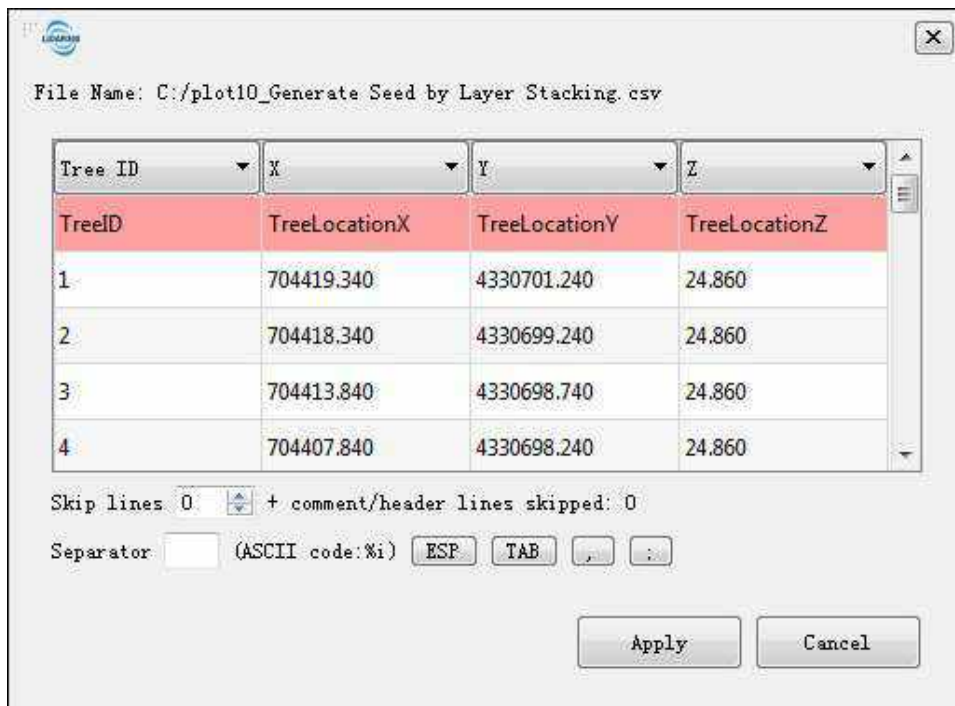 LiDAR360
File Name: C:/plot10_Generate Seed by Layer Stacking.csv
Tree ID X Y Z
TreeID TreeLocationX TreeLocationY TreeLocationZ
1 704419.340 4330701.240 24.860
2 704418.340 4330699.240 24.860
3 704413.840 4330698.740 24.860
4 704407.840 4330698.240 24.860
Skip lines 0 + comment/header lines skipped: 0
Separator (ASCII code:%i) ESP TAB , ;
Apply Cancel